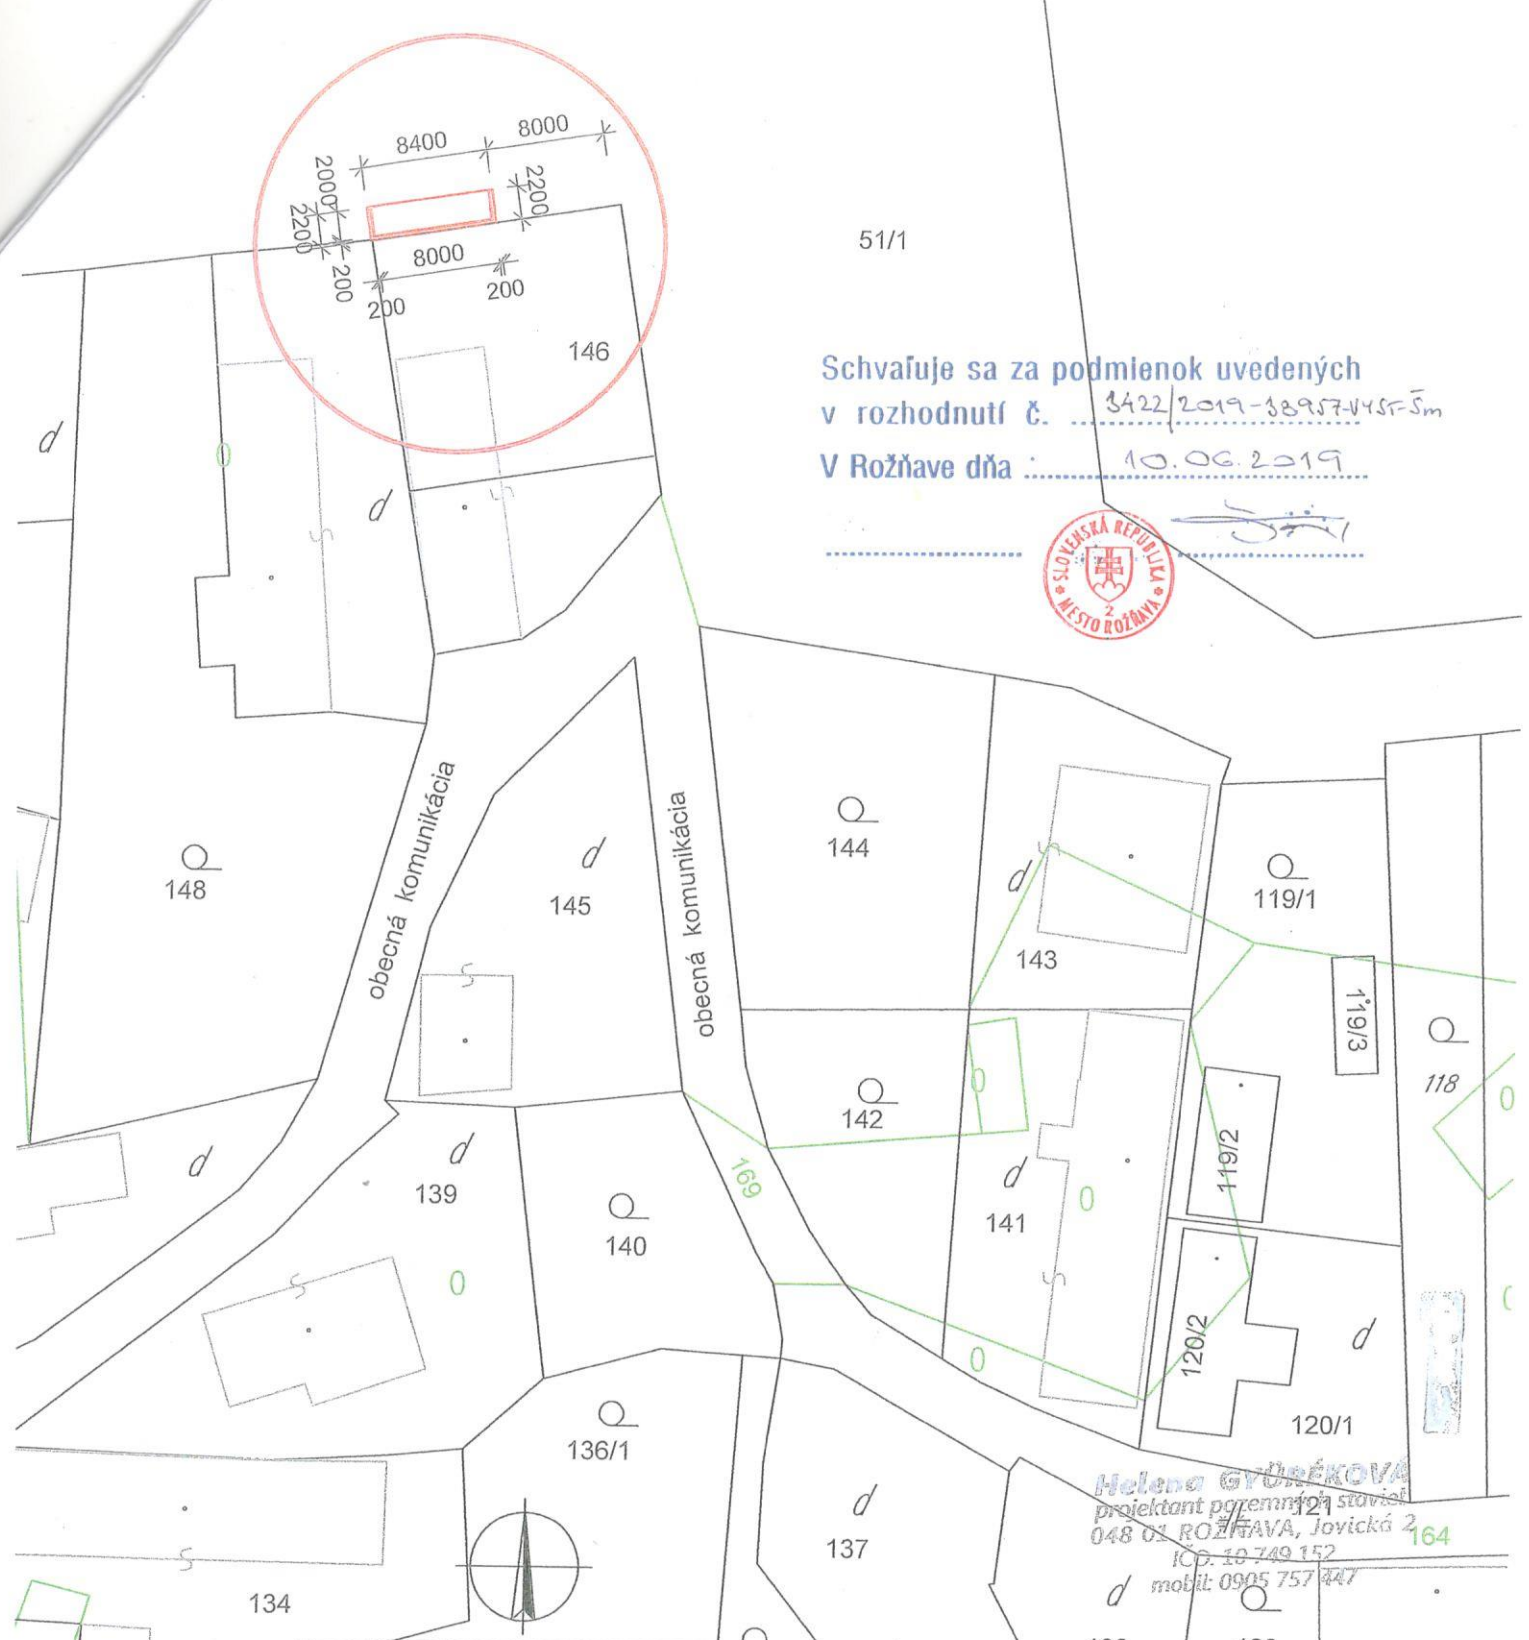 8400
8000
2000
2200
2200
200
8000
200
200
51/1
146
Schvaľuje sa za podmienok uvedených
v rozhodnutí č. 3422/2019-38957-VYST-Šm
V Rožňave dňa : 10.06.2019
SLOVENSKÁ REPUBLIKA
MESTO ROŽŇAVA
2
d
0
d
obecná komunikácia
obecná komunikácia
148
d
145
144
d
143
119/1
119/3
118
0
142
0
119/2
d
139
d
169
140
d
141
0
0
0
120/2
d
120/1
0
136/1
Helena GYÜRÉKOVÁ
projektant pozemných stavieb
121
048 01 ROŽŇAVA, Jovická 2
164
IČO: 10 749 152
mobil: 0905 757 447
d
137
134
d